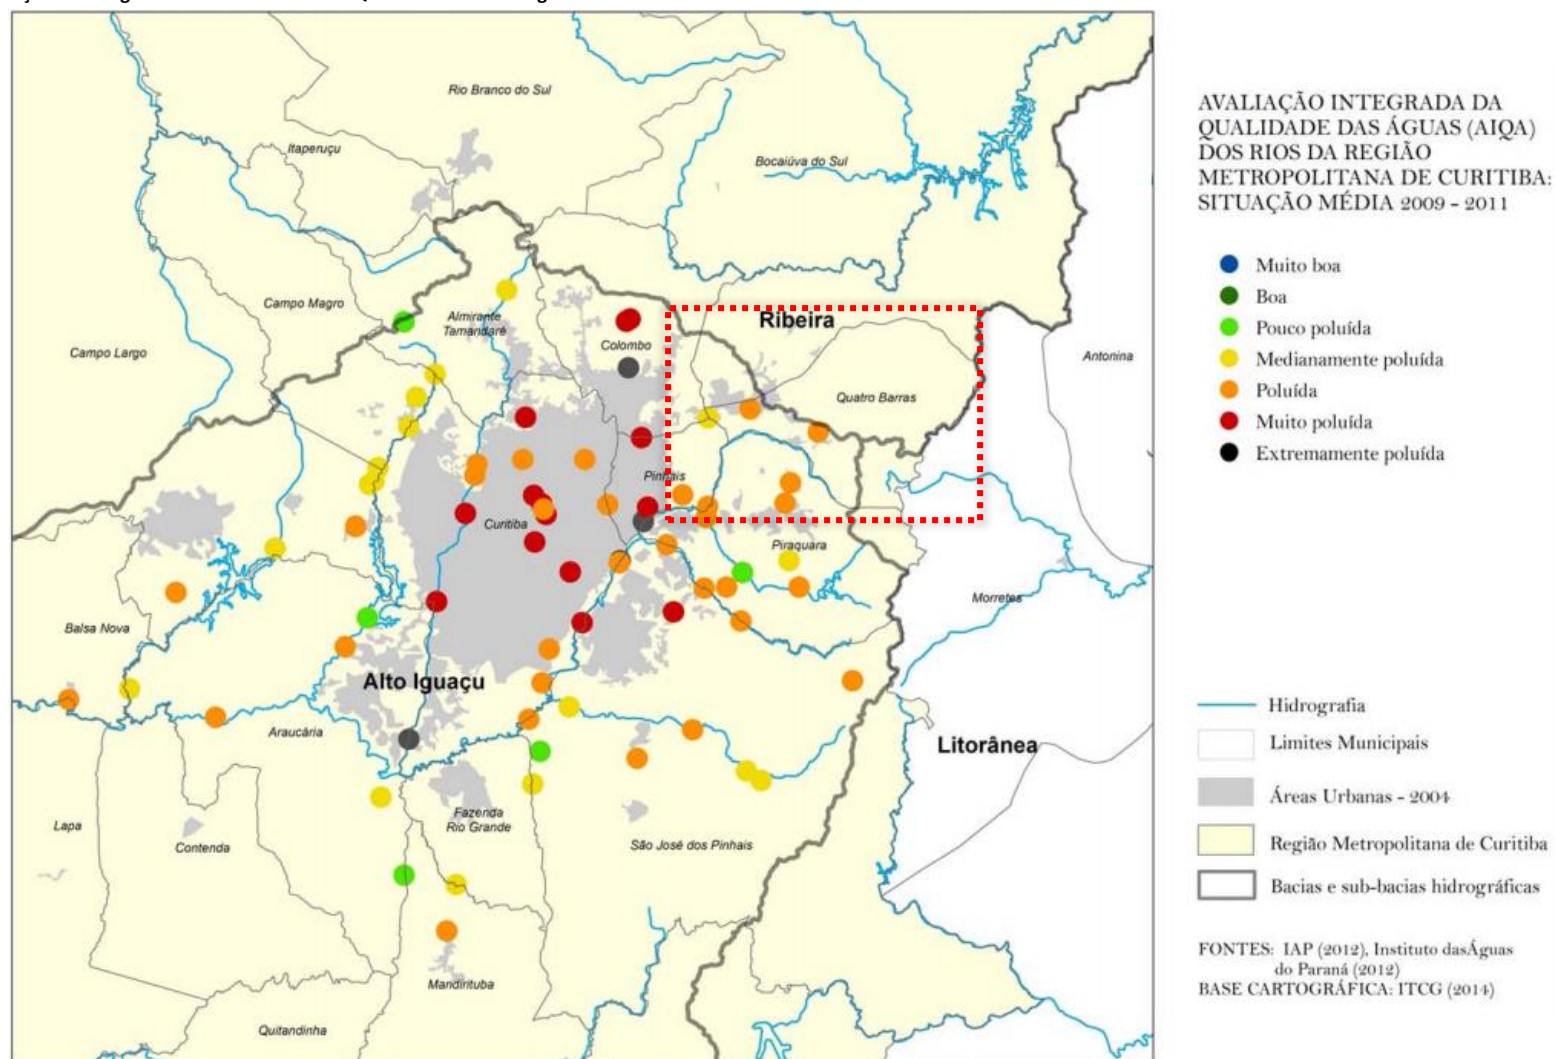 Rio Branco do Sul
Itaperuçu
Bocaiúva do Sul
Campo Magro
Almirante
Tamandaré
Ribeira
Colombo
Campo Largo
Antonina
Quatro Barras
Pinhais
Curitiba
Piraquara
Morretes
Balsa Nova
Alto Iguaçu
Araucária
Litorânea
Fazenda
Rio Grande
Lapa
Contenda
São José dos Pinhais
Mandirituba
Quitandinha
AVALIAÇÃO INTEGRADA DA
QUALIDADE DAS ÁGUAS (AIQA)
DOS RIOS DA REGIÃO
METROPOLITANA DE CURITIBA:
SITUAÇÃO MÉDIA 2009 - 2011
Muito boa
Boa
Pouco poluída
Medianamente poluída
Poluída
Muito poluída
Extremamente poluída
Hidrografia
Limites Municipais
Áreas Urbanas - 2004
Região Metropolitana de Curitiba
Bacias e sub-bacias hidrográficas
FONTES: IAP (2012), Instituto dasÁguas
do Paraná (2012)
BASE CARTOGRÁFICA: ITCG (2014)